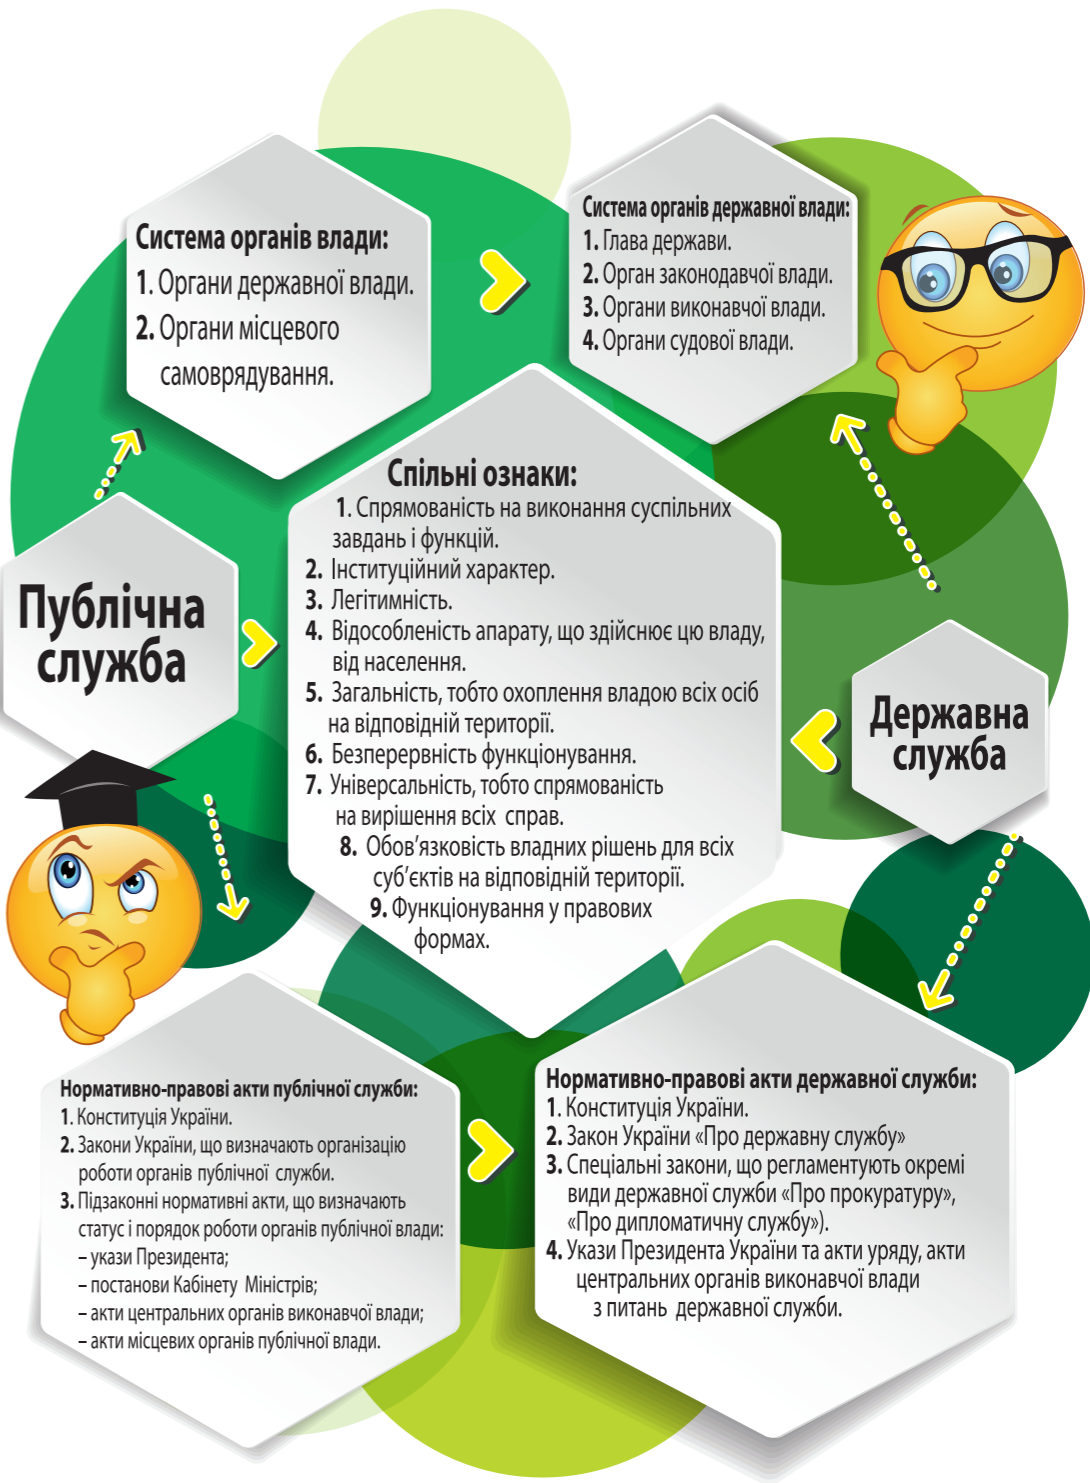 Система органів влади:
1. Органи державної влади.
2. Органи місцевого
самоврядування.
Система органів державної влади:
1. Глава держави.
2. Орган законодавчої влади.
3. Органи виконавчої влади.
4. Органи судової влади.
Публічна
служба
Спільні ознаки:
1. Спрямованість на виконання суспільних
завдань і функцій.
2. Інституційний характер.
3. Легітимність.
4. Відособленість апарату, що здійснює цю владу,
від населення.
5. Загальність, тобто охоплення владою всіх осіб
на відповідній території.
6. Безперервність функціонування.
7. Універсальність, тобто спрямованість
на вирішення всіх справ.
8. Обов’язковість владних рішень для всіх
суб’єктів на відповідній території.
9. Функціонування у правових
формах.
Державна
служба
Нормативно-правові акти публічної служби:
1. Конституція України.
2. Закони України, що визначають організацію
роботи органів публічної служби.
3. Підзаконні нормативні акти, що визначають
статус і порядок роботи органів публічної влади:
– укази Президента;
– постанови Кабінету Міністрів;
– акти центральних органів виконавчої влади;
– акти місцевих органів публічної влади.
Нормативно-правові акти державної служби:
1. Конституція України.
2. Закон України «Про державну службу»
3. Спеціальні закони, що регламентують окремі
види державної служби «Про прокуратуру»,
«Про дипломатичну службу»).
4. Укази Президента України та акти уряду, акти
центральних органів виконавчої влади
з питань державної служби.